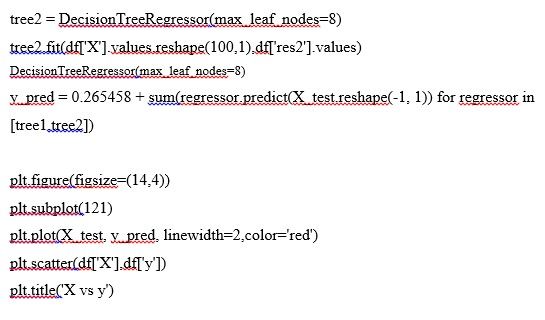 tree2 = DecisionTreeRegressor(max_leaf_nodes=8)
tree2.fit(df['X'].values.reshape(100,1),df['res2'].values)
DecisionTreeRegressor(max_leaf_nodes=8)
y_pred = 0.265458 + sum(regressor.predict(X_test.reshape(-1, 1)) for regressor in
[tree1,tree2])
plt.figure(figsize=(14,4))
plt.subplot(121)
plt.plot(X_test, y_pred, linewidth=2,color='red')
plt.scatter(df['X'],df['y'])
plt.title('X vs y')